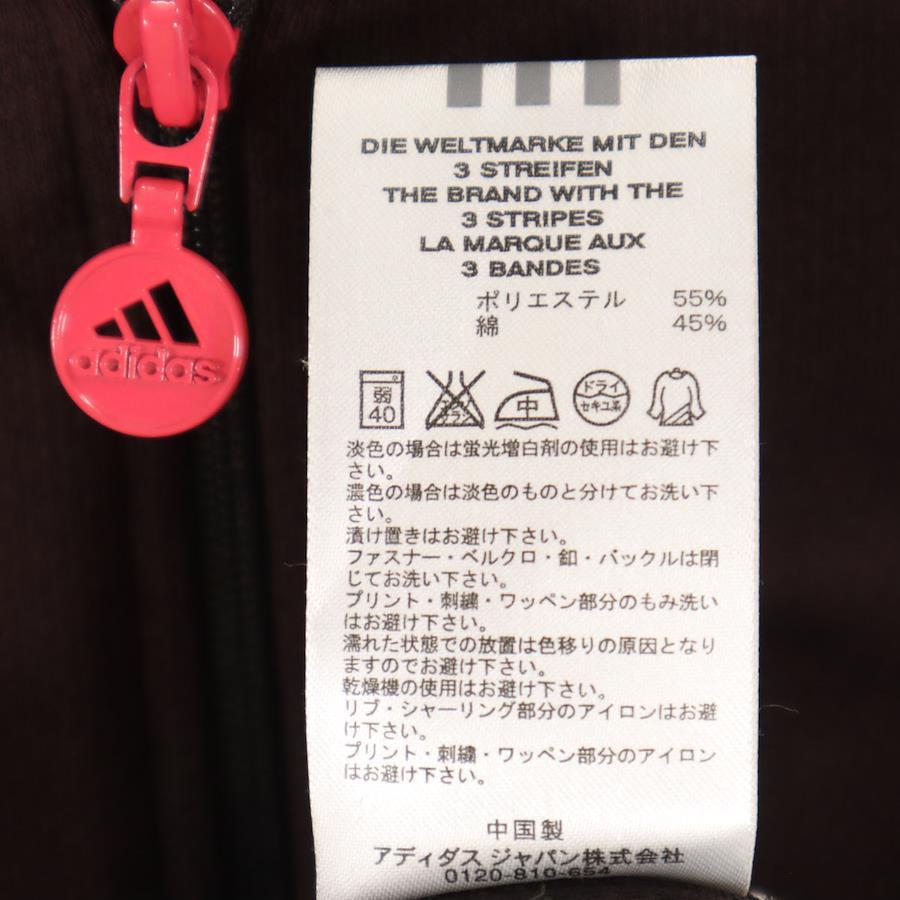 adidas
DIE WELTMARKE MIT DEN
3 STREIFEN
THE BRAND WITH THE
3 STRIPES
LA MARQUE AUX
3 BANDES
ポリエステル 55%
綿 45%
弱
40
エンソ
サラシ
中
ドライ
セキユ系
淡色の場合は蛍光増白剤の使用はお避け下
さい。
濃色の場合は淡色のものと分けてお洗い下
さい。
漬け置きはお避け下さい。
ファスナー・ベルクロ・釦・バックルは閉
じてお洗い下さい。
プリント・刺繍・ワッペン部分のもみ洗い
はお避け下さい。
濡れた状態での放置は色移りの原因となり
ますのでお避け下さい。
乾燥機の使用はお避け下さい。
リブ・シャーリング部分のアイロンはお避
け下さい。
プリント・刺繍・ワッペン部分のアイロン
はお避け下さい。
中国製
アディダス ジャパン株式会社
0120-810-654